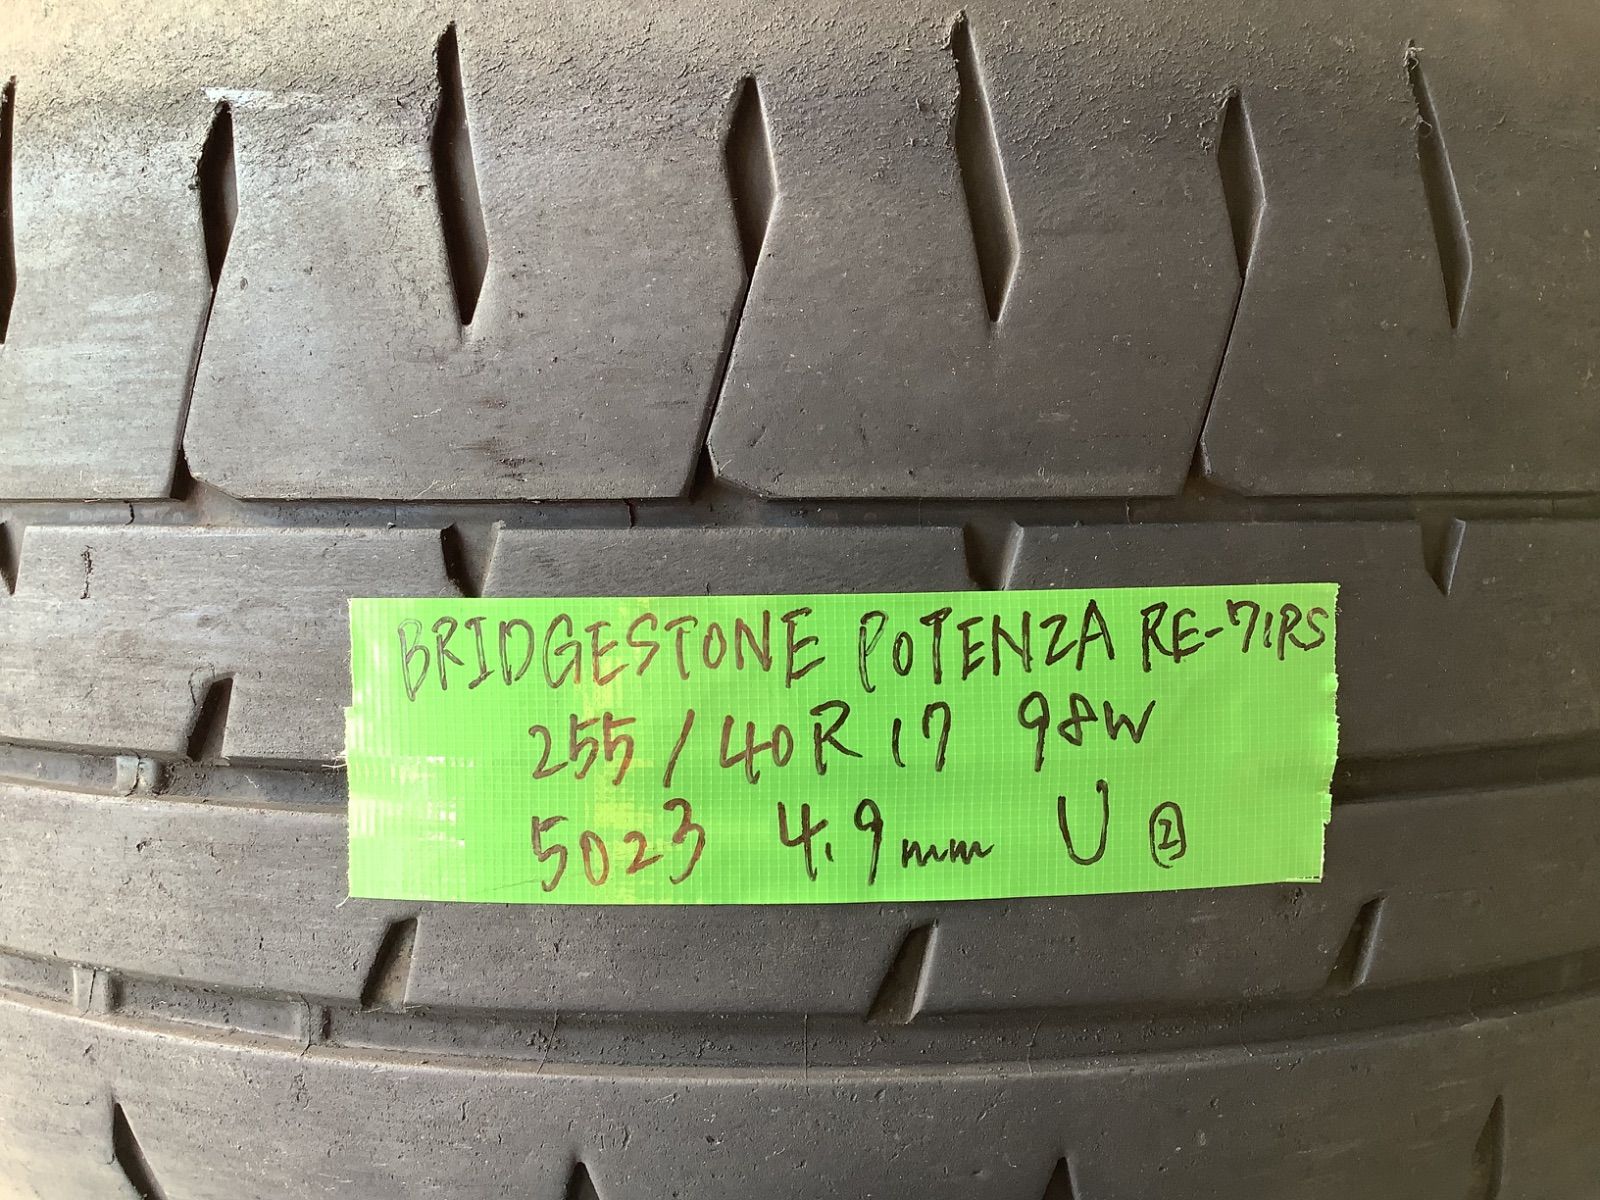 BRIDGESTONE POTENZA RE-71RS
255/40R17 98W
5023 4.9mm U ②